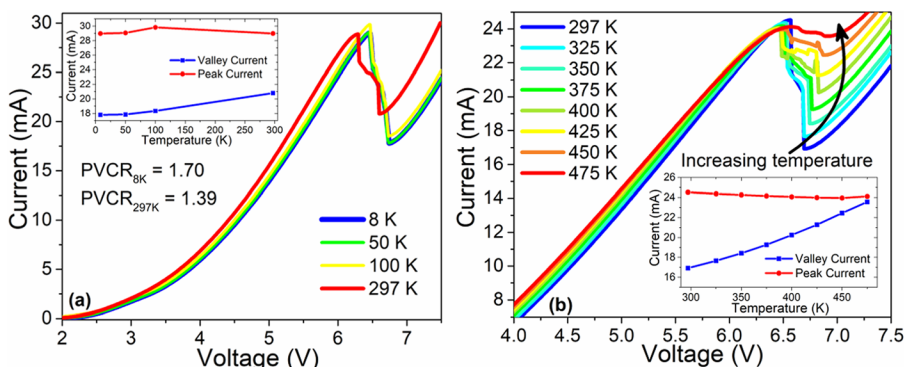 30
25
20
15
10
5
0
Current (mA)
2
3
4
5
6
7
Voltage (V)
30
28
26
24
22
20
18
Current (mA)
0
50
100
150
200
250
300
Temperature (K)
Valley Current
Peak Current
PVCR8K = 1.70
PVCR297K = 1.39
8 K
50 K
100 K
297 K
(a)
24
22
20
18
16
14
12
10
8
Current (mA)
4.0
4.5
5.0
5.5
6.0
6.5
7.0
7.5
Voltage (V)
297 K
325 K
350 K
375 K
400 K
425 K
450 K
475 K
Increasing temperature
26
24
22
20
18
16
14
Current (mA)
300
350
400
450
Temperature (K)
Valley Current
Peak Current
(b)